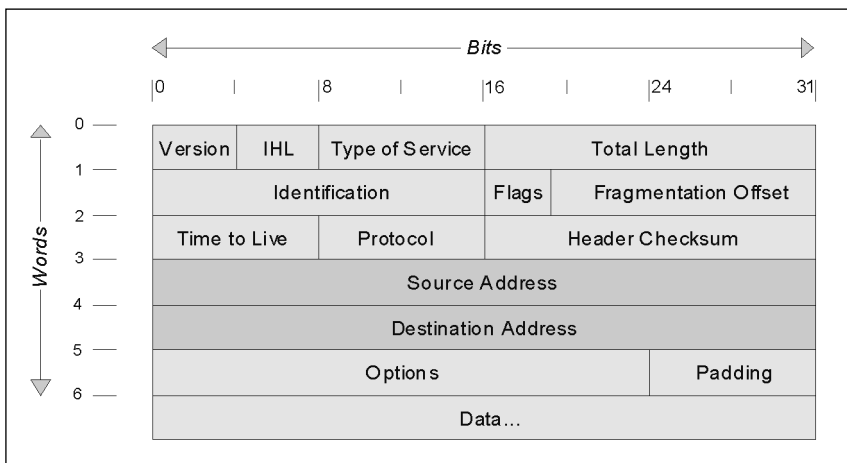 Bits
0 8 16 24 31
0
Version IHL Type of Service Total Length
1
Identification Flags Fragmentation Offset
2
Time to Live Protocol Header Checksum
3
Source Address
4
Destination Address
5
Options Padding
6
Data...
Words